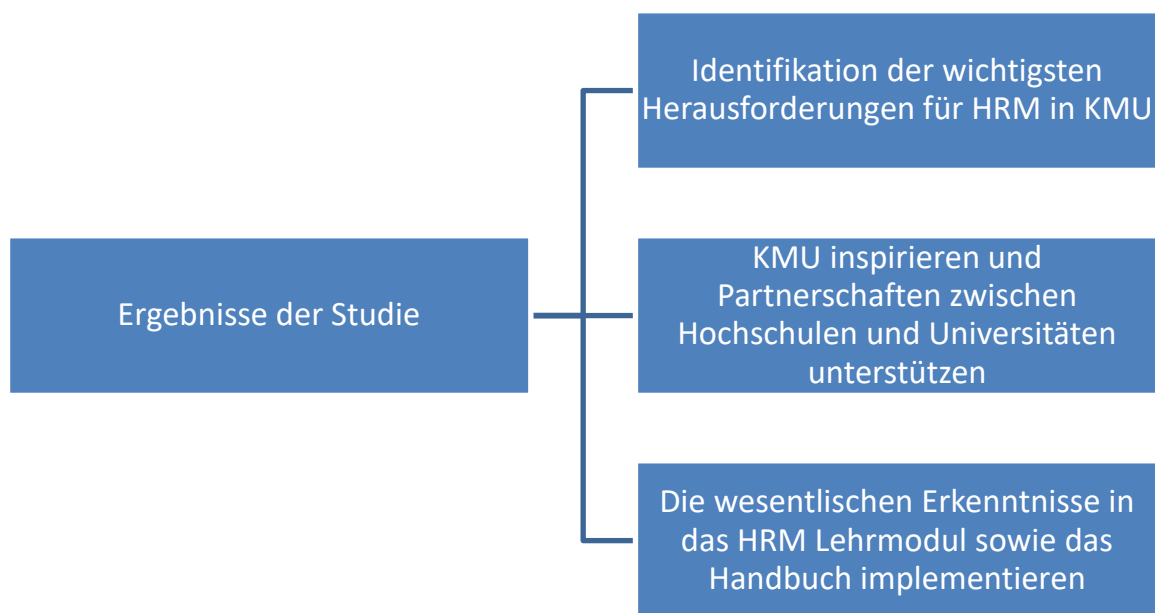 Ergebnisse der Studie
Identifikation der wichtigsten
Herausforderungen für HRM in KMU
KMU inspirieren und
Partnerschaften zwischen
Hochschulen und Universitäten
unterstützen
Die wesentlischen Erkenntnisse in
das HRM Lehrmodul sowie das
Handbuch implementieren